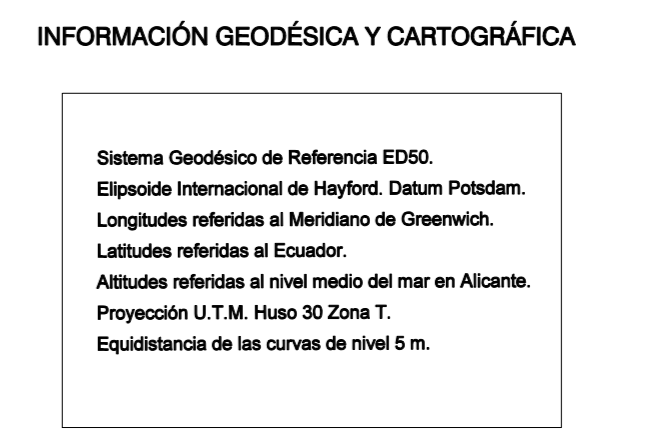 INFORMACIÓN GEODÉSICA Y CARTOGRÁFICA
Sistema Geodésico de Referencia ED50.
Elipsoide Internacional de Hayford. Datum Potsdam.
Longitudes referidas al Meridiano de Greenwich.
Latitudes referidas al Ecuador.
Altitudes referidas al nivel medio del mar en Alicante.
Proyección U.T.M. Huso 30 Zona T.
Equidistancia de las curvas de nivel 5 m.